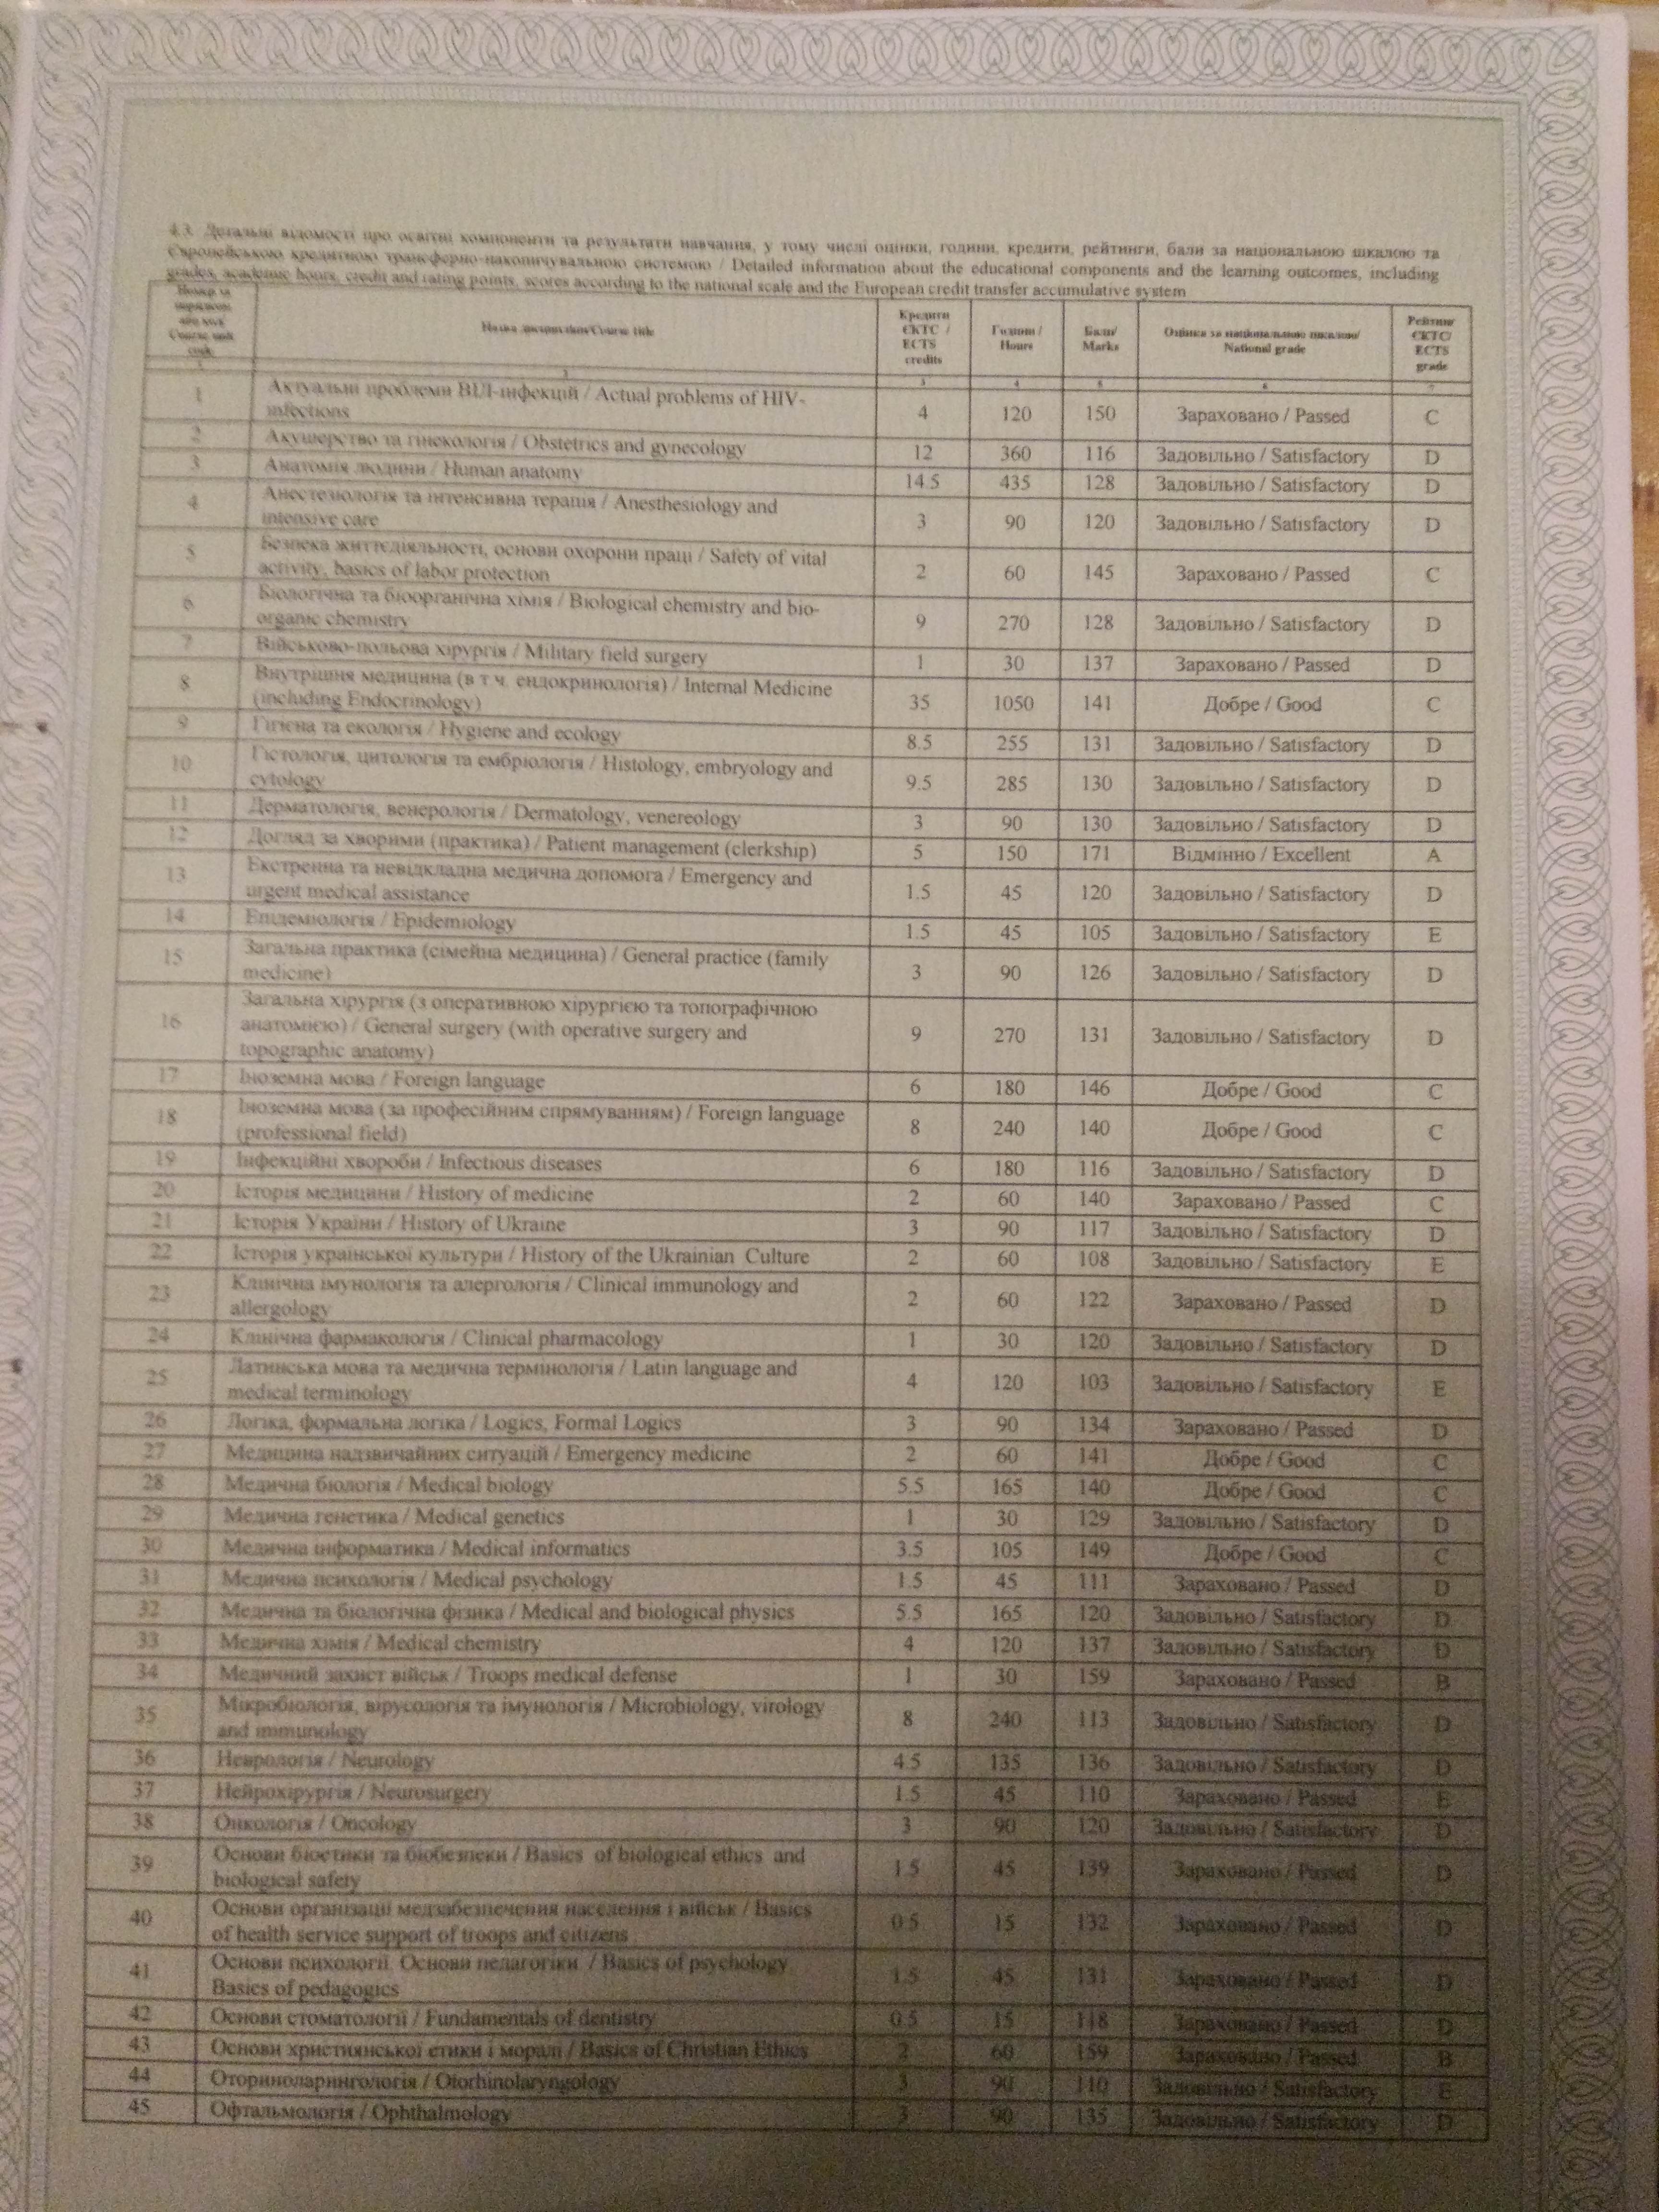 4.3. Детальні відомості про освітні компоненти та результати навчання, у тому числі оцінки, години, кредити, рейтинги, бали за національною шкалою та
Європейською кредитною трансферно-накопичувальною системою / Detailed information about the educational components and the learning outcomes, including
grades, academic hours, credit and rating points, scores according to the national scale and the European credit transfer accumulative system
Course unit code
Назва дисципліни/Course title
Кредити ЄКТС / ECTS credits
Години / Hours
Бали/ Marks
Оцінка за національною шкалою/ National grade
Рейтинг ЄКТС/ ECTS grade
3 4 5 6 7
1 Актуальні проблеми ВІЛ-інфекцій / Actual problems of HIV-
infections 4 120 150 Зараховано / Passed C
2 Акушерство та гінекологія / Obstetrics and gynecology 12 360 116 Задовільно / Satisfactory D
3 Анатомія людини / Human anatomy 14.5 435 128 Задовільно / Satisfactory D
4 Анестезіологія та інтенсивна терапія / Anesthesiology and
intensive care 3 90 120 Задовільно / Satisfactory D
5 Безпека життєдіяльності, основи охорони праці / Safety of vital
activity, basics of labor protection 2 60 145 Зараховано / Passed C
6 Біологічна та біоорганічна хімія / Biological chemistry and bio-
organic chemistry 9 270 128 Задовільно / Satisfactory D
7 Військово-польова хірургія / Military field surgery 1 30 137 Зараховано / Passed D
8 Внутрішня медицина (в т.ч. ендокринологія) / Internal Medicine
(including Endocrinology) 35 1050 141 Добре / Good C
9 Гігієна та екологія / Hygiene and ecology 8.5 255 131 Задовільно / Satisfactory D
10 Гістологія, цитологія та ембріологія / Histology, embryology and
cytology 9.5 285 130 Задовільно / Satisfactory D
11 Дерматологія, венерологія / Dermatology, venereology 3 90 130 Задовільно / Satisfactory D
12 Догляд за хворими (практика) / Patient management (clerkship) 5 150 171 Відмінно / Excellent A
13 Екстренна та невідкладна медична допомога / Emergency and
urgent medical assistance 1.5 45 120 Задовільно / Satisfactory D
14 Епідеміологія / Epidemiology 1.5 45 105 Задовільно / Satisfactory E
15 Загальна практика (сімейна медицина) / General practice (family
medicine) 3 90 126 Задовільно / Satisfactory D
16 Загальна хірургія (з оперативною хірургією та топографічною
анатомією) / General surgery (with operative surgery and
topographic anatomy) 9 270 131 Задовільно / Satisfactory D
17 Іноземна мова / Foreign language 6 180 146 Добре / Good C
18 Іноземна мова (за професійним спрямуванням) / Foreign language
(professional field) 8 240 140 Добре / Good C
19 Інфекційні хвороби / Infectious diseases 6 180 116 Задовільно / Satisfactory D
20 Історія медицини / History of medicine 2 60 140 Зараховано / Passed C
21 Історія України / History of Ukraine 3 90 117 Задовільно / Satisfactory D
22 Історія української культури / History of the Ukrainian Culture 2 60 108 Задовільно / Satisfactory E
23 Клінічна імунологія та алергологія / Clinical immunology and
allergology 2 60 122 Зараховано / Passed D
24 Клінічна фармакологія / Clinical pharmacology 1 30 120 Задовільно / Satisfactory D
25 Латинська мова та медична термінологія / Latin language and
medical terminology 4 120 103 Задовільно / Satisfactory E
26 Логіка, формальна логіка / Logics, Formal Logics 3 90 134 Зараховано / Passed D
27 Медицина надзвичайних ситуацій / Emergency medicine 2 60 141 Добре / Good C
28 Медична біологія / Medical biology 5.5 165 140 Добре / Good C
29 Медична генетика / Medical genetics 1 30 129 Задовільно / Satisfactory D
30 Медична інформатика / Medical informatics 3.5 105 149 Добре / Good C
31 Медична психологія / Medical psychology 1.5 45 111 Зараховано / Passed D
32 Медична та біологічна фізика / Medical and biological physics 5.5 165 120 Задовільно / Satisfactory D
33 Медична хімія / Medical chemistry 4 120 137 Задовільно / Satisfactory D
34 Медичний захист військ / Troops medical defense 1 30 159 Зараховано / Passed B
35 Мікробіологія, вірусологія та імунологія / Microbiology, virology
and immunology 8 240 113 Задовільно / Satisfactory D
36 Неврологія / Neurology 4.5 135 136 Задовільно / Satisfactory D
37 Нейрохірургія / Neurosurgery 1.5 45 110 Зараховано / Passed E
38 Онкологія / Oncology 3 90 120 Задовільно / Satisfactory D
39 Основи біоетики та біобезпеки / Basics of biological ethics and
biological safety 1.5 45 139 Зараховано / Passed D
40 Основи організації медзабезпечення населення і військ / Basics
of health service support of troops and citizens 0.5 15 132 Зараховано / Passed D
41 Основи психології. Основи педагогіки / Basics of psychology
Basics of pedagogics 1.5 45 131 Зараховано / Passed D
42 Основи стоматології / Fundamentals of dentistry 0.5 15 118 Зараховано / Passed D
43 Основи християнської етики і моралі / Basics of Christian Ethics 2 60 159 Зараховано / Passed B
44 Оториноларингологія / Otorhinolaryngology 3 90 110 Задовільно / Satisfactory E
45 Офтальмологія / Ophthalmology 3 90 135 Задовільно / Satisfactory D